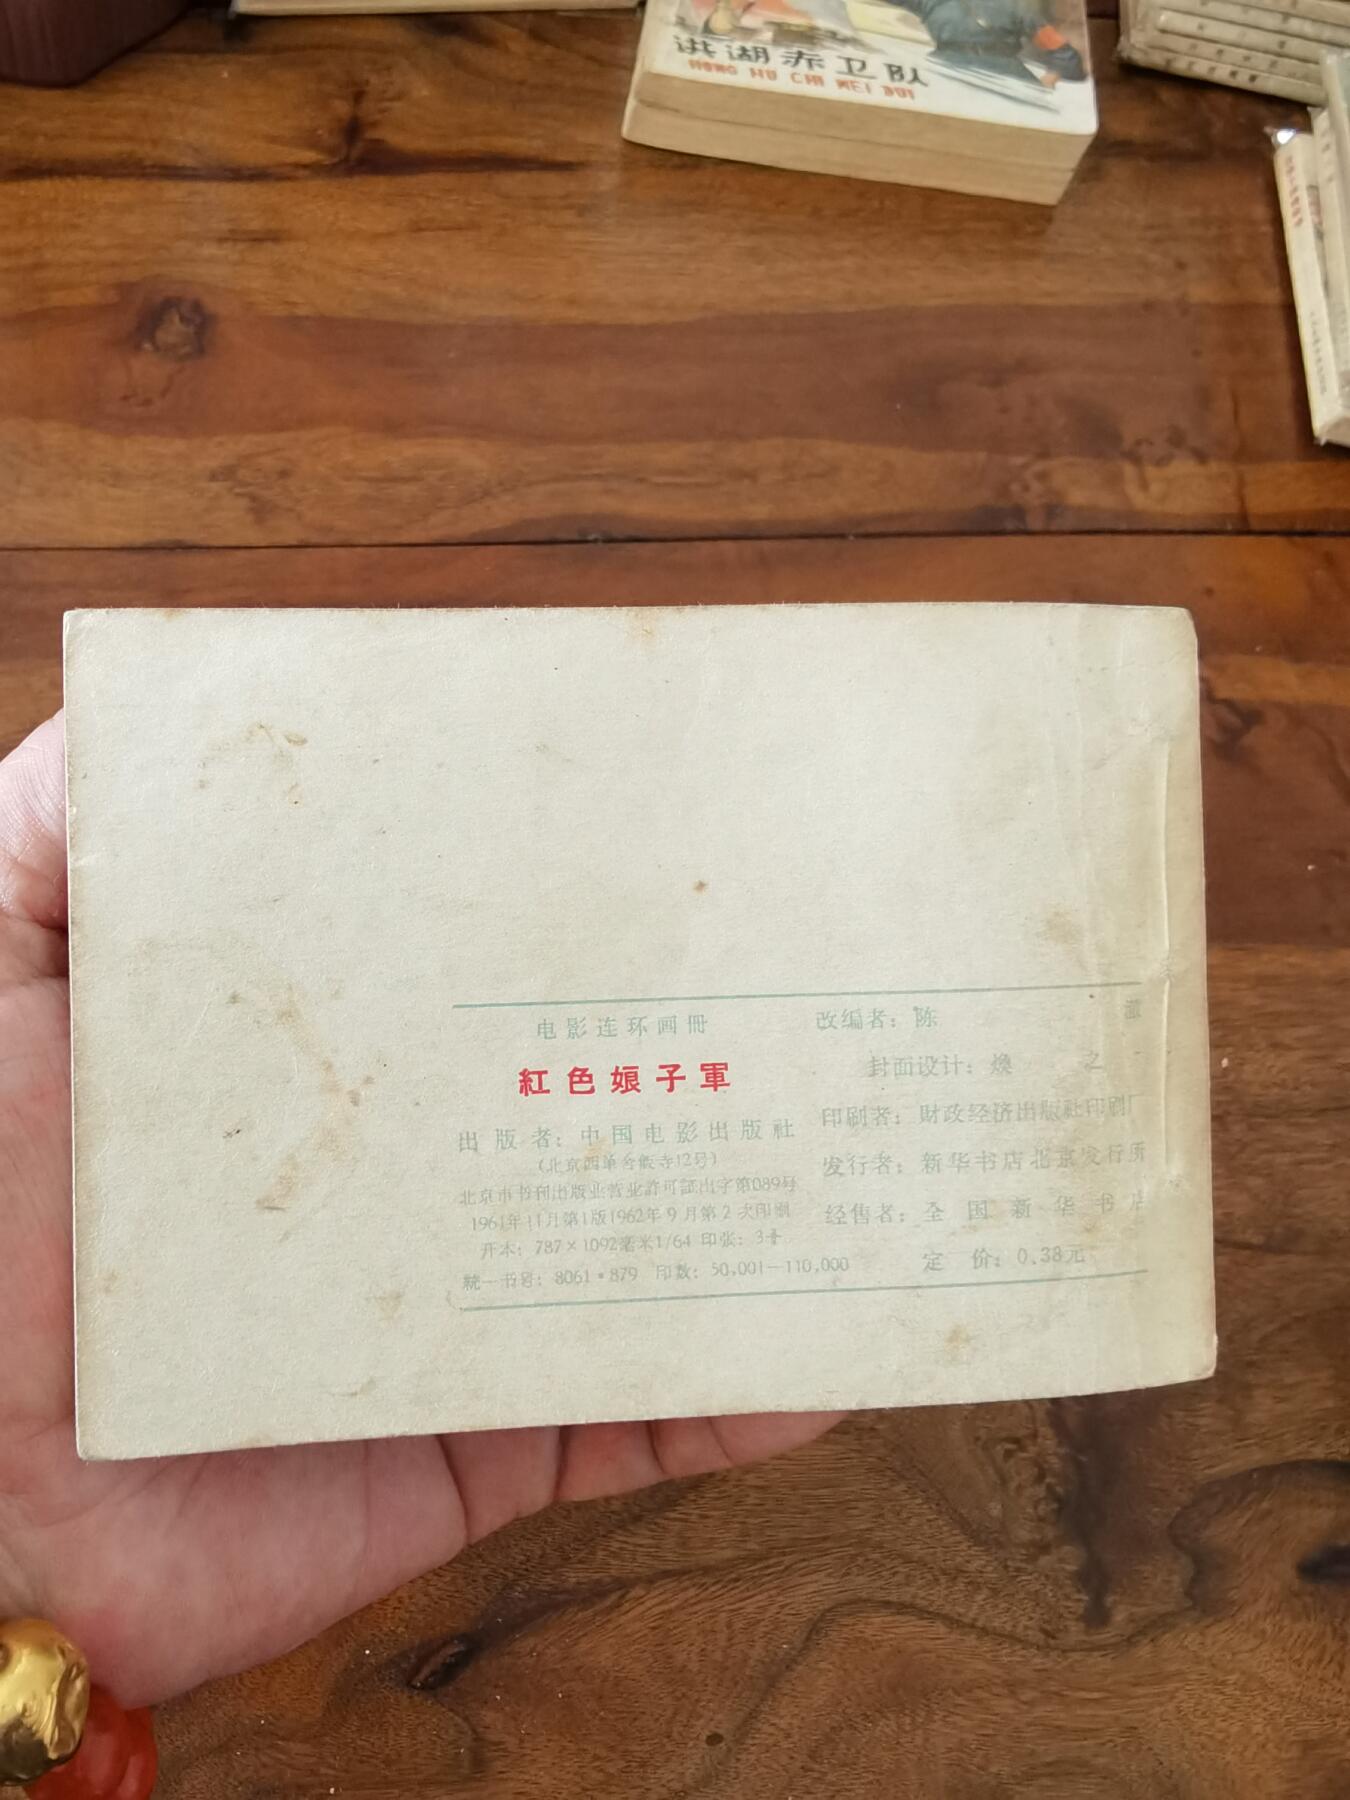 洪湖赤卫队
HONG HU CHI WEI DUI
电影连环画册
紅色娘子軍
出版者：中国电影出版社
（北京西单舍飯寺12号）
北京市书刊出版业营业許可証出字第089号
1961年11月第1版1962年9月第2次印刷
开本：787×1092毫米1/64 印张：3
統一书号：8061·879 印数：50,001—110,000
改编者：陈
封面设计：煥之
印刷者：财政经济出版社印刷厂
发行者：新华书店北京发行所
经售者：全国新华书店
定价：0.38元